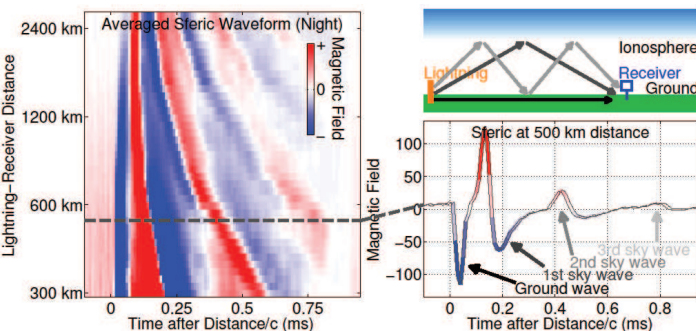 Averaged Sferic Waveform (Night)
2400 km
1200 km
600 km
300 km
Lightning-Receiver Distance
+
0
-
Magnetic Field
0
0.25
0.5
0.75
Time after Distance/c (ms)
Ionosphere
Lightning
Receiver
Ground
Sferic at 500 km distance
100
50
0
-50
-100
Magnetic Field
3rd sky wave
2nd sky wave
1st sky wave
Ground wave
0
0.2
0.4
0.6
0.8
Time after Distance/c (ms)